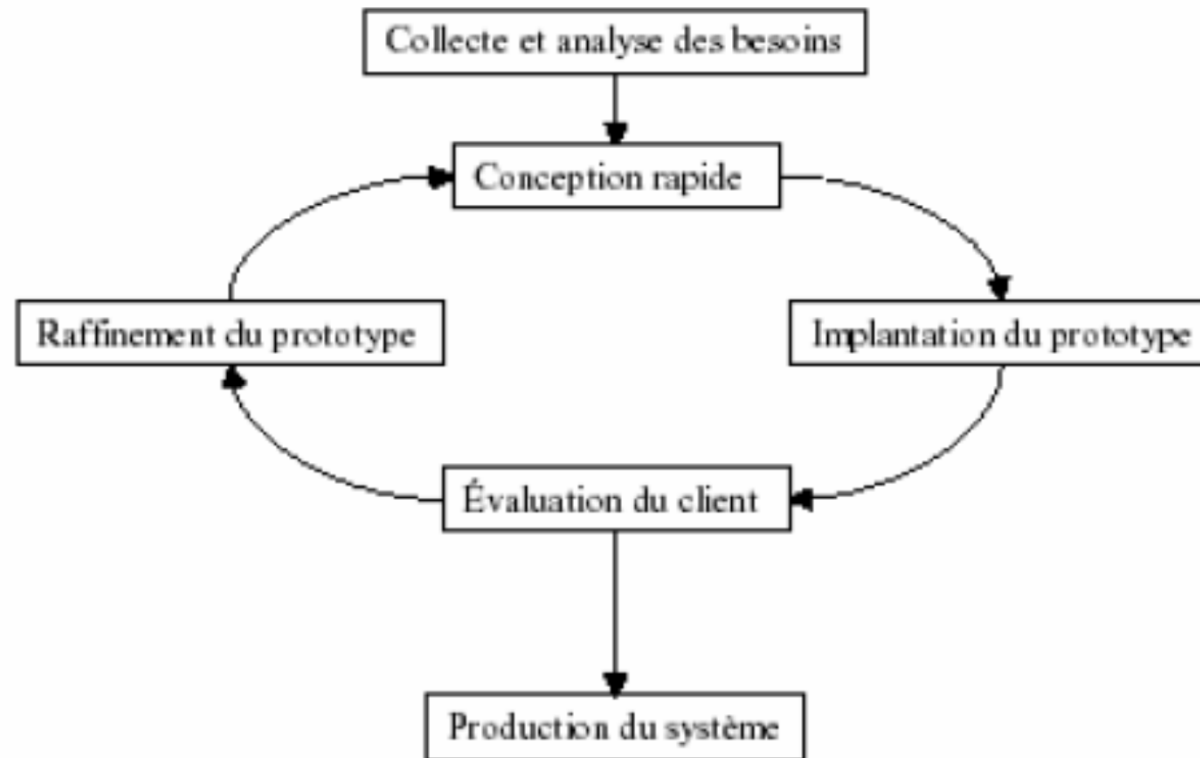 Collecte et analyse des besoins
Conception rapide
Raffinement du prototype
Implantation du prototype
Évaluation du client
Production du système